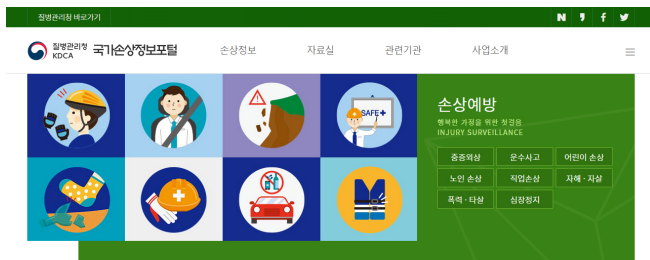 질병관리청 바로가기
질병관리청 KDCA 국가손상정보포털
손상정보 자료실 관련기관 사업소개
SAFE+
손상예방
행복한 가정을 위한 첫걸음
INJURY SURVEILLANCE
중증외상 운수사고 어린이 손상
노인 손상 직업손상 자해·자살
폭력·타살 심장정지